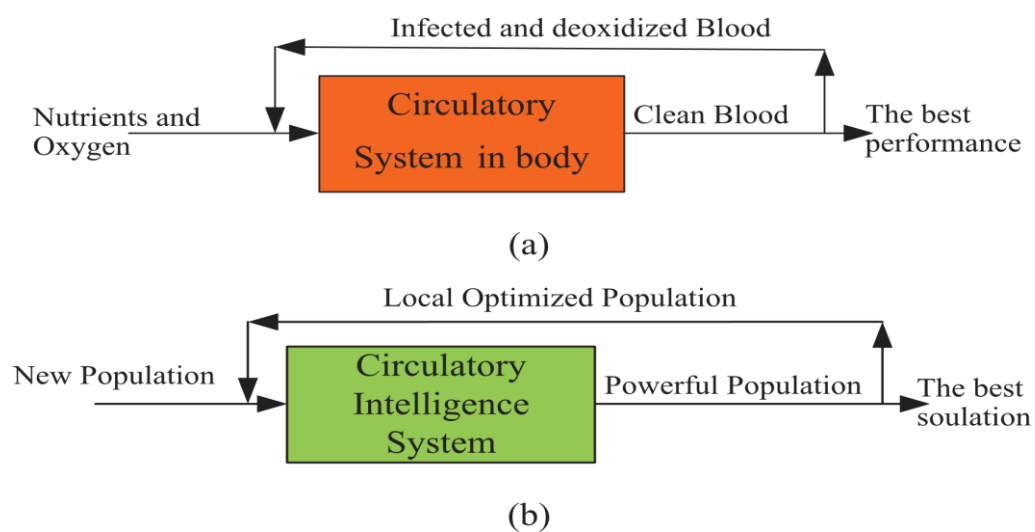 Infected and deoxidized Blood
Nutrients and
Oxygen
Circulatory
System in body
Clean Blood
The best
performance
(a)
Local Optimized Population
New Population
Circulatory
Intelligence
System
Powerful Population
The best
soulation
(b)